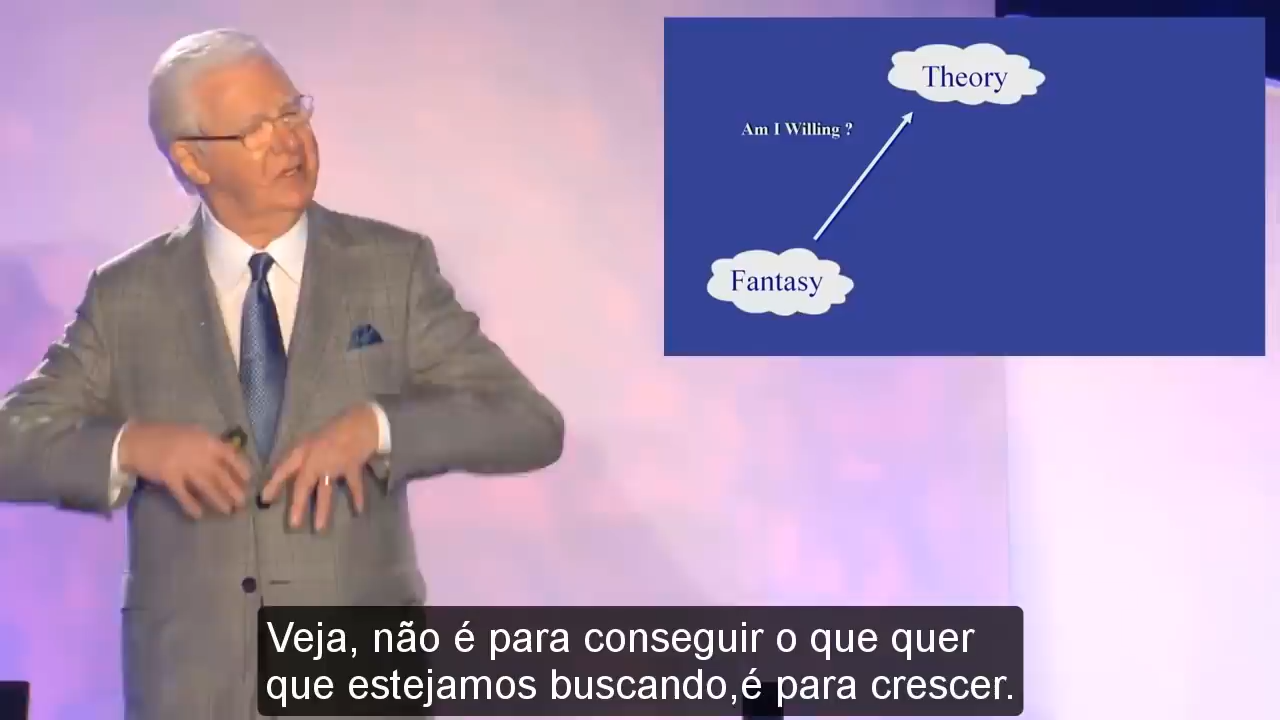 Theory
Am I Willing ?
Fantasy
Veja, não é para conseguir o que quer
que estejamos buscando,é para crescer.